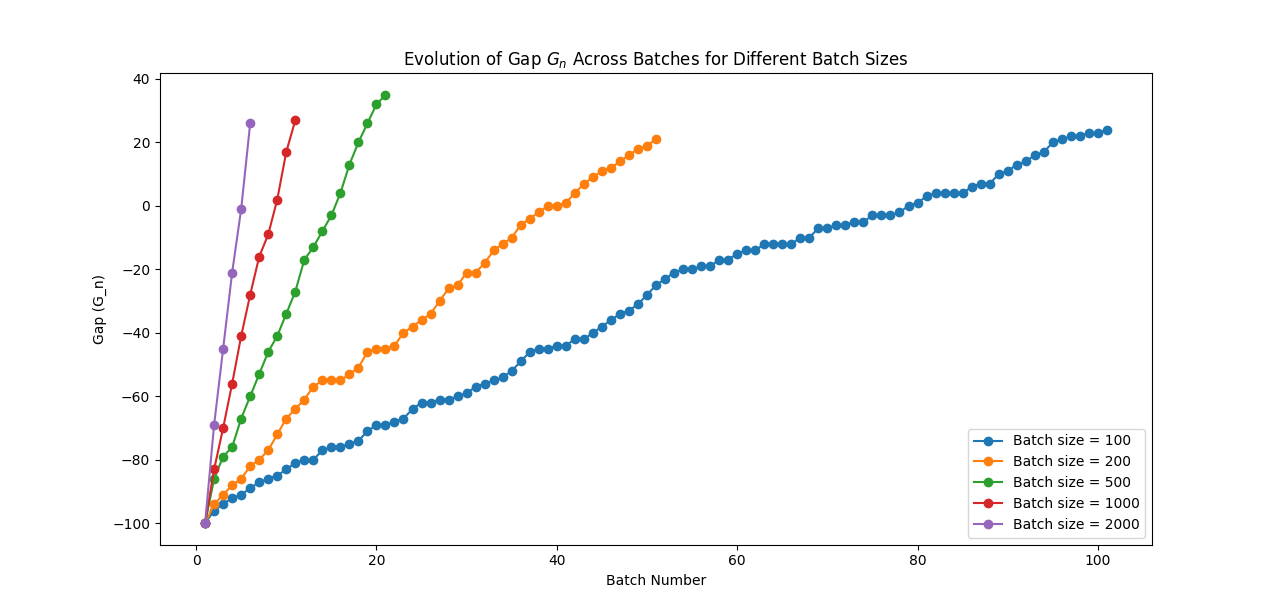 Evolution of Gap $G_n$ Across Batches for Different Batch Sizes
Gap (G_n)
40
20
0
−20
−40
−60
−80
−100
0 20 40 60 80 100
Batch Number
Batch size = 100
Batch size = 200
Batch size = 500
Batch size = 1000
Batch size = 2000